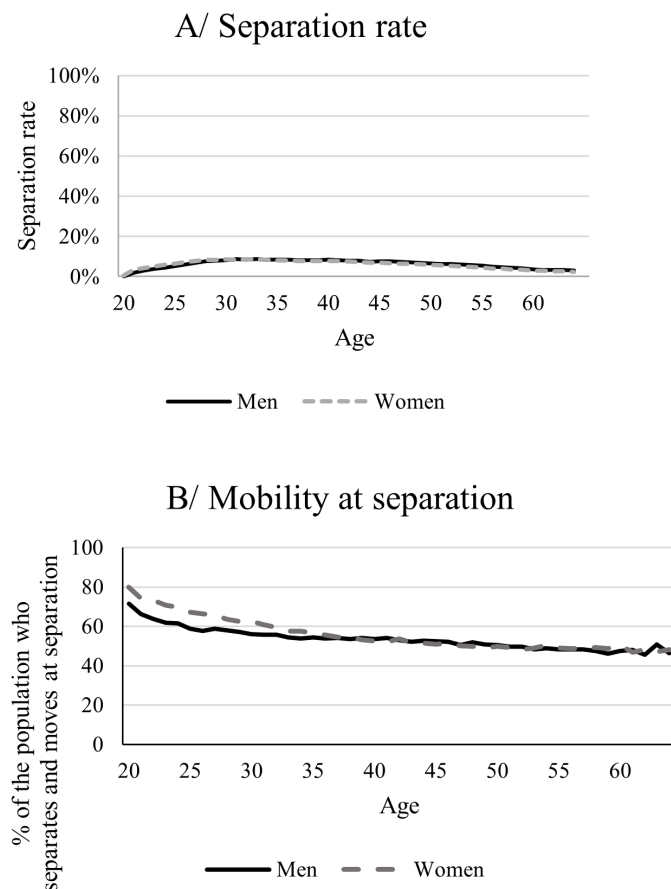 A/ Separation rate
Separation rate
100%
80%
60%
40%
20%
0%
20 25 30 35 40 45 50 55 60
Age
Men Women
B/ Mobility at separation
% of the population who
separates and moves at separation
100
80
60
40
20
0
20 25 30 35 40 45 50 55 60
Age
Men Women